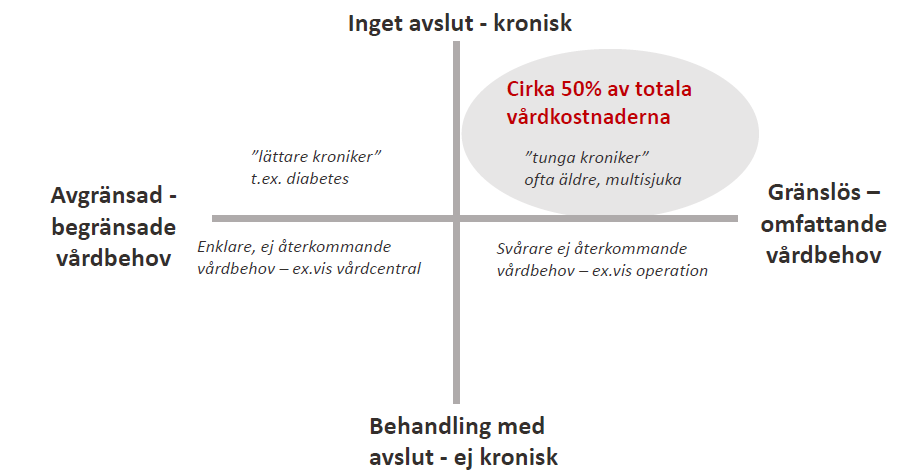 Inget avslut - kronisk
Cirka 50% av totala
vårdkostnaderna
”lättare kroniker”
t.ex. diabetes
”tunga kroniker”
ofta äldre, multisjuka
Avgränsad -
begränsade
vårdbehov
Gränslös –
omfattande
vårdbehov
Enklare, ej återkommande
vårdbehov – ex.vis vårdcentral
Svårare ej återkommande
vårdbehov – ex.vis operation
Behandling med
avslut - ej kronisk